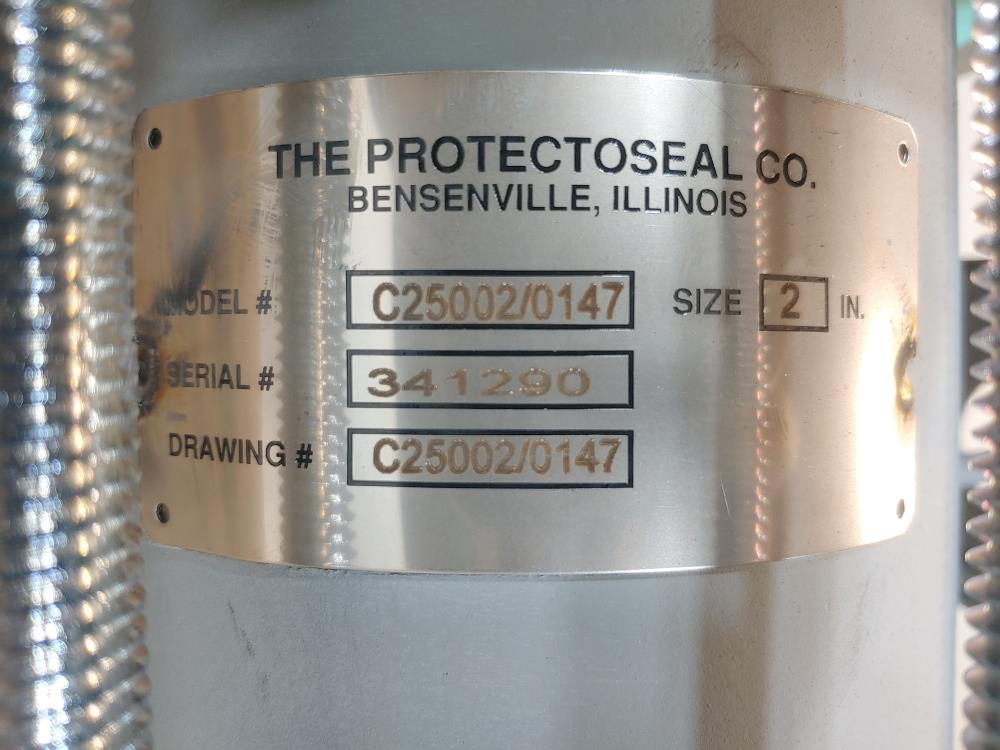 THE PROTECTOSEAL CO.
BENSENVILLE, ILLINOIS
MODEL # C25002/0147 SIZE 2 IN.
SERIAL # 341290
DRAWING # C25002/0147